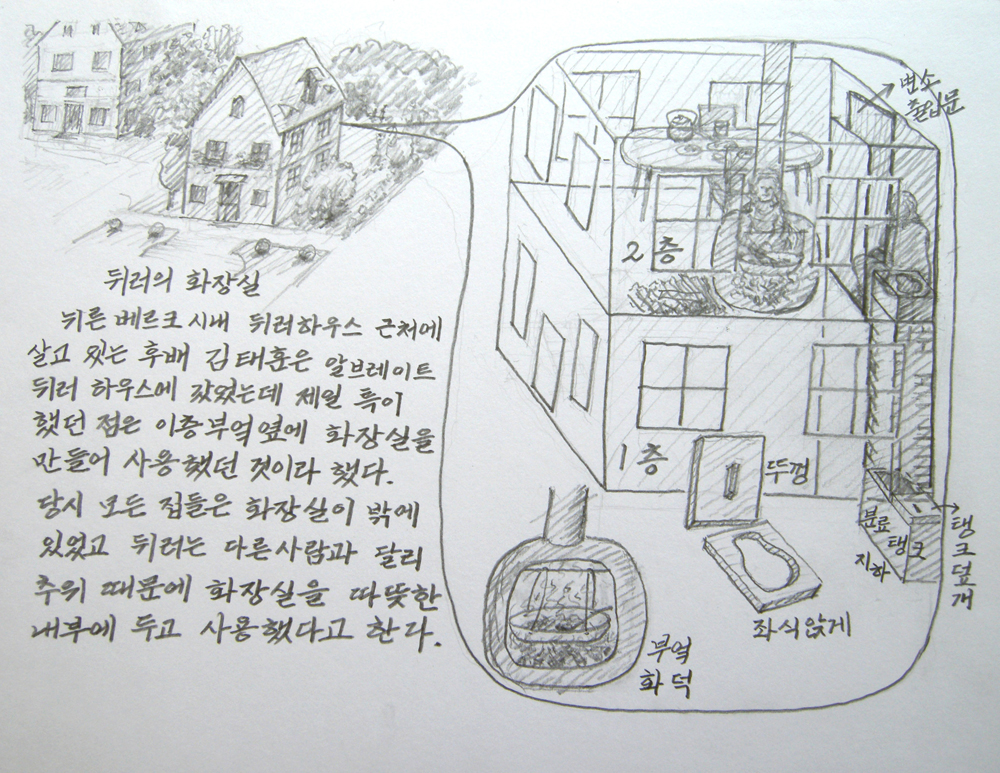 뒤러의 화장실
뉘른베르크 시내 뒤러하우스 근처에
살고 있는 후배 김태훈은 알브레이트
뒤러 하우스에 갔었는데 제일 특이
했던 점은 이층부엌옆에 화장실을
만들어 사용했던 것이라 했다.
당시 모든 집들은 화장실이 밖에
있었고 뒤러는 다른사람과 달리
추위 때문에 화장실을 따뜻한
내부에 두고 사용했다고 한다.
변소
출입문
2층
1층
뚜껑
분료
탱크
지하
탱크덮개
좌식앉게
부엌
화덕